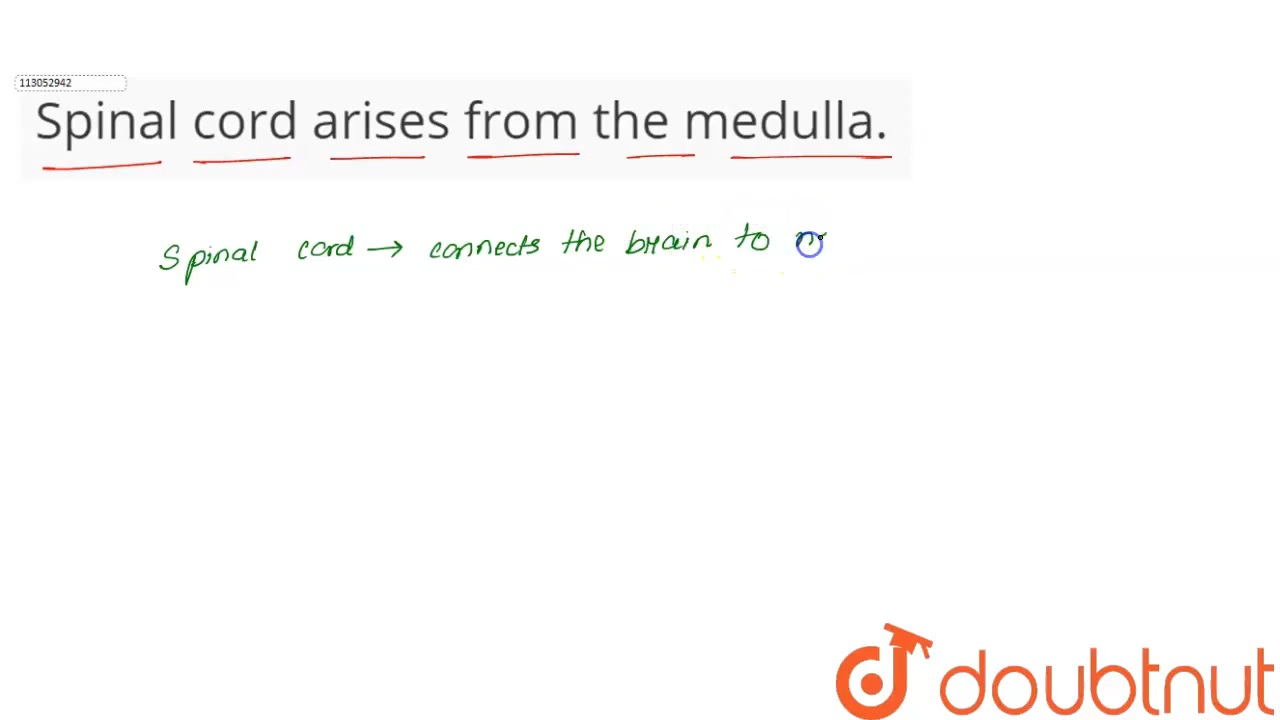 113052942
Spinal cord arises from the medulla.
Spinal cord → connects the brain to
doubtnut